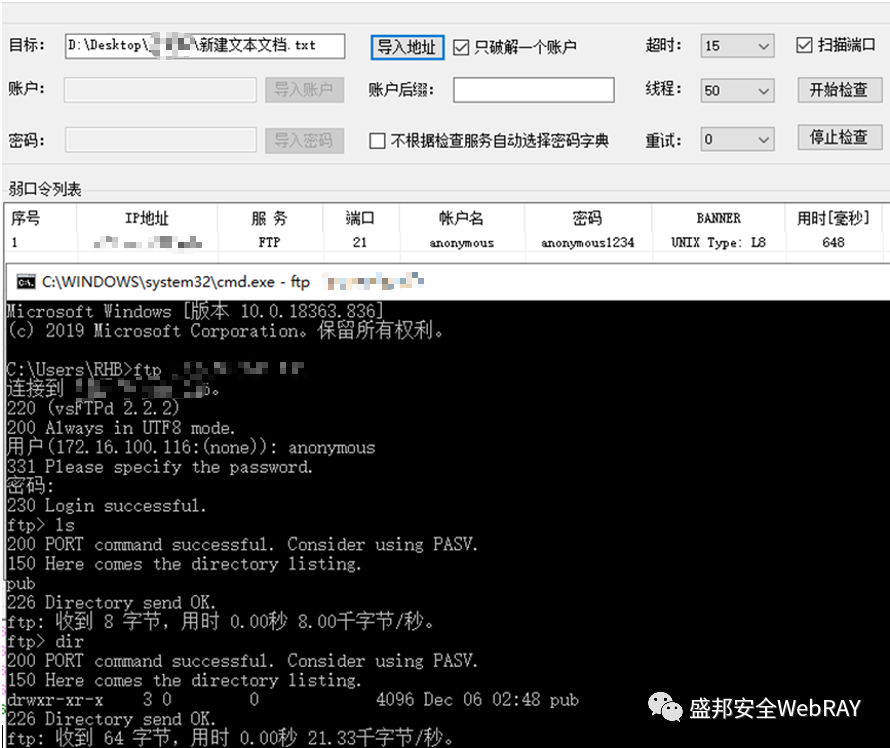 目标: D:\Desktop\ \新建文本文档.txt 导入地址 只破解一个账户 超时: 15 扫描端口
账户: 导入账户 账户后缀: 线程: 50 开始检查
密码: 导入密码 不根据检查服务自动选择密码字典 重试: 0 停止检查
弱口令列表
序号 IP地址 服 务 端口 帐户名 密码 BANNER 用时[毫秒]
1 FTP 21 anonymous anonymous1234 UNIX Type: L8 648
C:\WINDOWS\system32\cmd.exe - ftp
Microsoft Windows [版本 10.0.18363.836]
(c) 2019 Microsoft Corporation。保留所有权利。
C:\Users\RHB>ftp
连接到 6。
220 (vsFTPd 2.2.2)
200 Always in UTF8 mode.
用户(172.16.100.116:(none)): anonymous
331 Please specify the password.
密码:
230 Login successful.
ftp> ls
200 PORT command successful. Consider using PASV.
150 Here comes the directory listing.
pub
226 Directory send OK.
ftp: 收到 8 字节，用时 0.00秒 8.00千字节/秒。
ftp> dir
200 PORT command successful. Consider using PASV.
150 Here comes the directory listing.
drwxr-xr-x 3 0 0 4096 Dec 06 02:48 pub
226 Directory send OK.
ftp: 收到 64 字节，用时 0.00秒 21.33千字节/秒。
盛邦安全WebRAY